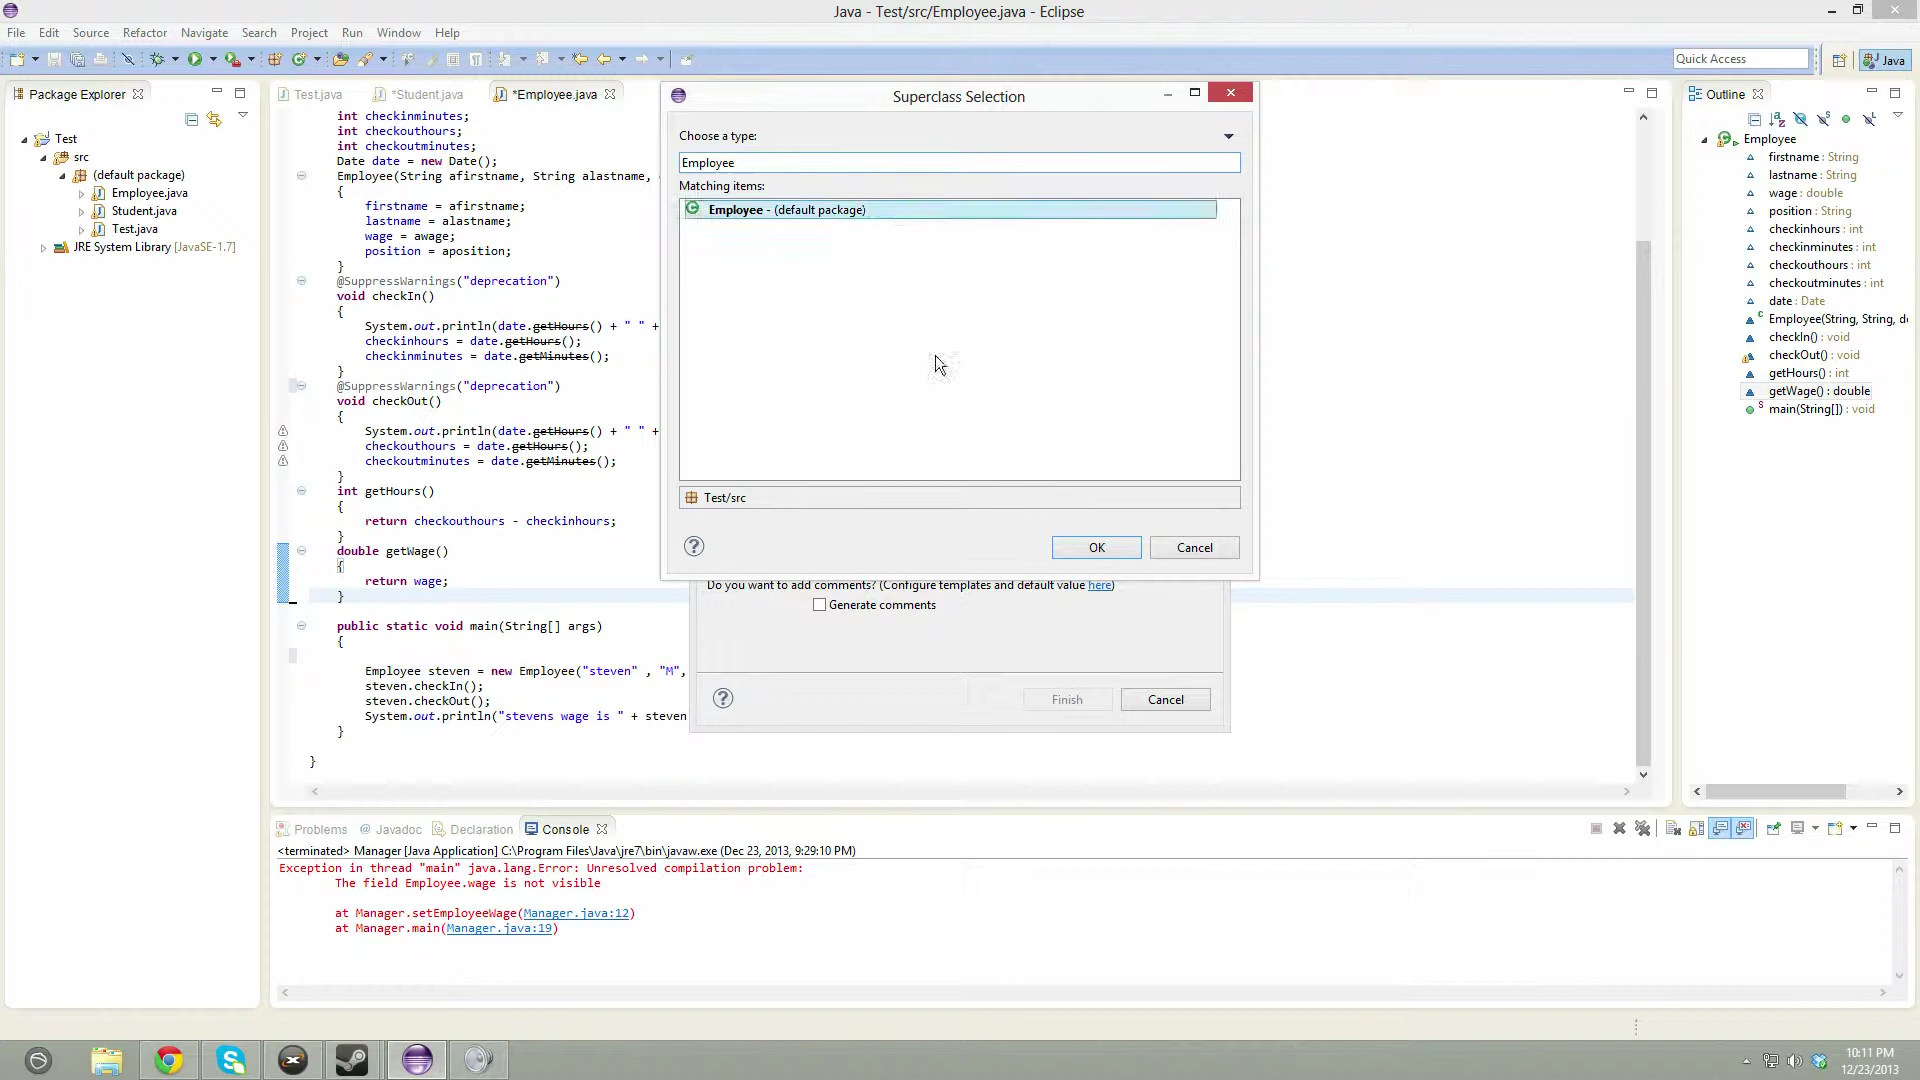 Java - Test/src/Employee.java - Eclipse
File Edit Source Refactor Navigate Search Project Run Window Help
Quick Access
Java
Package Explorer
Test
src
(default package)
Employee.java
Student.java
Test.java
JRE System Library [JavaSE-1.7]
Test.java *Student.java *Employee.java
int checkinminutes;
int checkouthours;
int checkoutminutes;
Date date = new Date();
Employee(String afirstname, String alastname,
{
firstname = afirstname;
lastname = alastname;
wage = awage;
position = aposition;
}
@SuppressWarnings("deprecation")
void checkIn()
{
System.out.println(date.getHours() + " " +
checkinhours = date.getHours();
checkinminutes = date.getMinutes();
}
@SuppressWarnings("deprecation")
void checkOut()
{
System.out.println(date.getHours() + " " +
checkouthours = date.getHours();
checkoutminutes = date.getMinutes();
}
int getHours()
{
return checkouthours - checkinhours;
}
double getWage()
{
return wage;
}
public static void main(String[] args)
{
Employee steven = new Employee("steven" , "M",
steven.checkIn();
steven.checkOut();
System.out.println("stevens wage is " + steven
}
}
Superclass Selection
Choose a type:
Employee
Matching items:
Employee - (default package)
Test/src
OK Cancel
Do you want to add comments? (Configure templates and default value here)
Generate comments
Finish Cancel
Outline
Employee
firstname : String
lastname : String
wage : double
position : String
checkinhours : int
checkinminutes : int
checkouthours : int
checkoutminutes : int
date : Date
Employee(String, String, d
checkIn() : void
checkOut() : void
getHours() : int
getWage() : double
main(String[]) : void
Problems @ Javadoc Declaration Console
<terminated> Manager [Java Application] C:\Program Files\Java\jre7\bin\javaw.exe (Dec 23, 2013, 9:29:10 PM)
Exception in thread "main" java.lang.Error: Unresolved compilation problem:
The field Employee.wage is not visible
at Manager.setEmployeeWage(Manager.java:12)
at Manager.main(Manager.java:19)
10:11 PM
12/23/2013